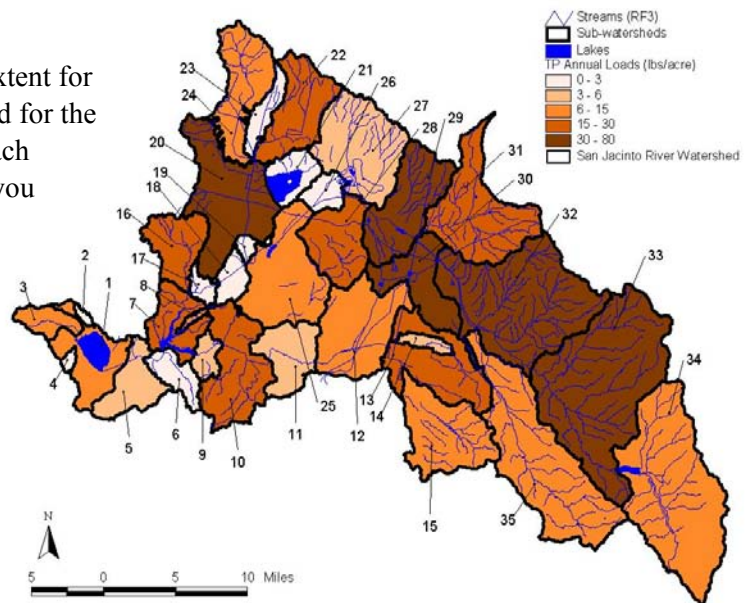 xtent for
d for the
ach
you
Streams (RF3)
Sub-watersheds
Lakes
TP Annual Loads (lbs/acre)
0 - 3
3 - 6
6 - 15
15 - 30
30 - 80
San Jacinto River Watershed
22
23
21
26
24
27
29
20
28
31
19
30
18
32
16
33
17
2
8
1
3
7
34
4
13
5
6
25
14
9
10
11
12
15
35
N
5 0 5 10 Miles